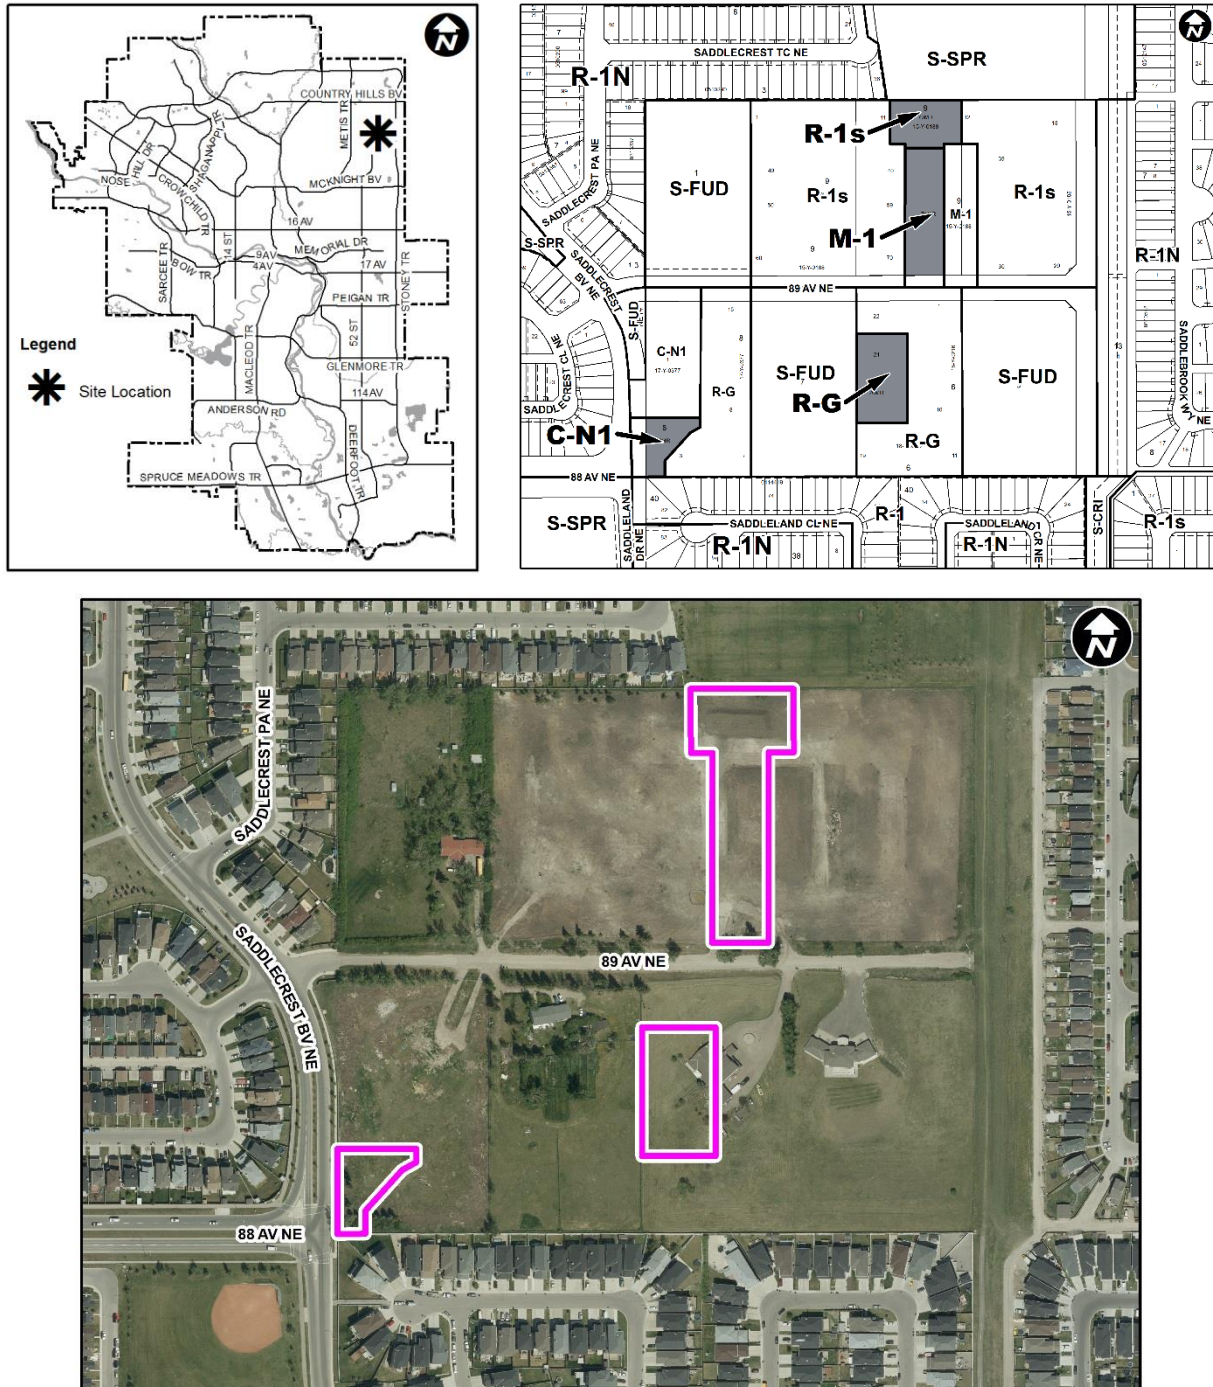 N
COUNTRY HILLS BV
METIS TR
SHAGANAPPI TR
NOSE HILL DR
CROWCHILD TR
MCKNIGHT BV
16 AV
SARCEE TR
BOW TR
14 ST
MEMORIAL DR
9 AV
4 AV
17 AV
PEIGAN TR
STONEY TR
52 ST
MACLEOD TR
GLENMORE TR
114 AV
ANDERSON RD
DEERFOOT TR
SPRUCE MEADOWS TR
Legend
Site Location
N
SADDLECREST TC NE
R-1N
S-SPR
R-1s
SADDLECREST PA NE
S-FUD
R-1s
M-1
M-1
R-1s
R-1N
S-SPR
SADDLECREST BV NE
89 AV NE
S-FUD
C-N1
R-G
S-FUD
R-G
S-FUD
SADDLEBROOK WY NE
SADDLECREST CL NE
C-N1
R-G
88 AV NE
S-SPR
SADDLELAND DR NE
SADDLELAND CL NE
R-1N
R-1
SADDLELAND CR NE
R-1N
S-CRI
R-1s
N
SADDLECREST PA NE
SADDLECREST BV NE
89 AV NE
88 AV NE